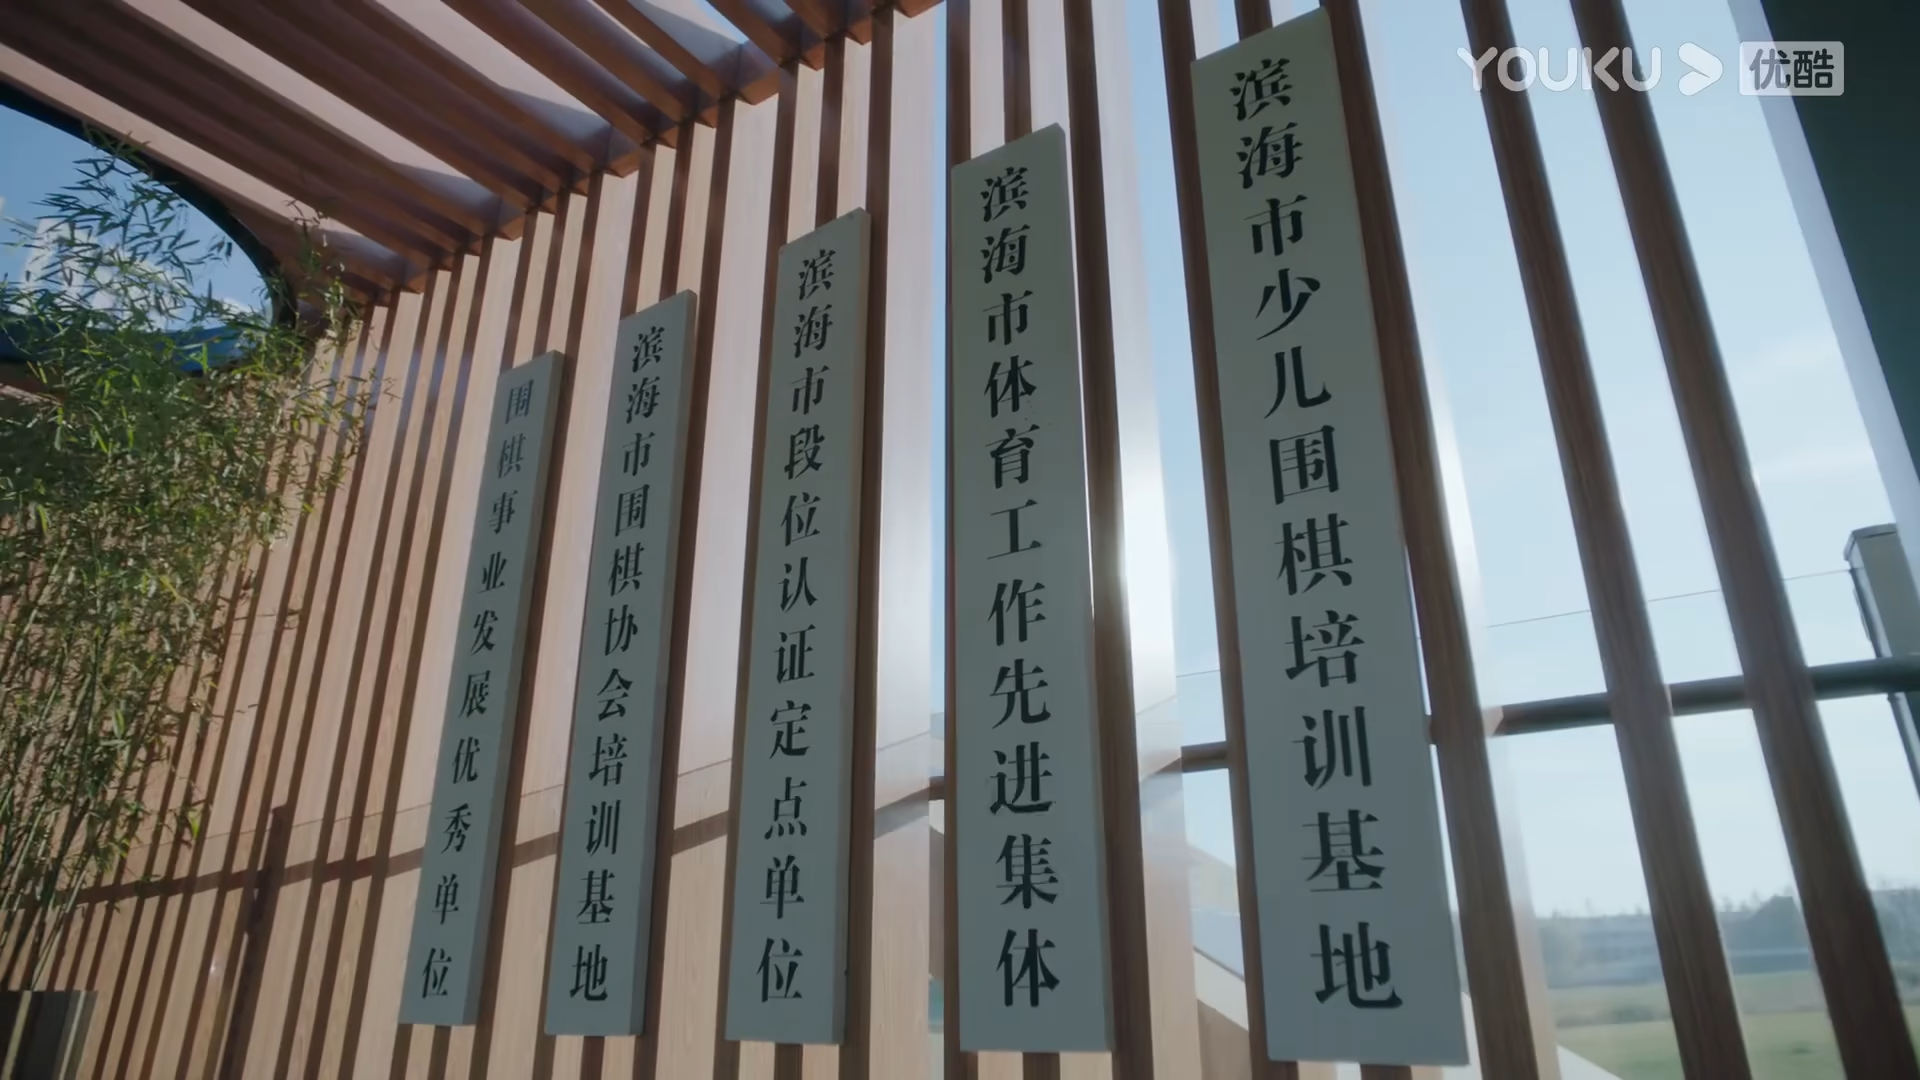 YOUKU 优酷
滨海市少儿围棋培训基地
滨海市体育工作先进集体
滨海市段位认证定点单位
滨海市围棋协会培训基地
围棋事业发展优秀单位